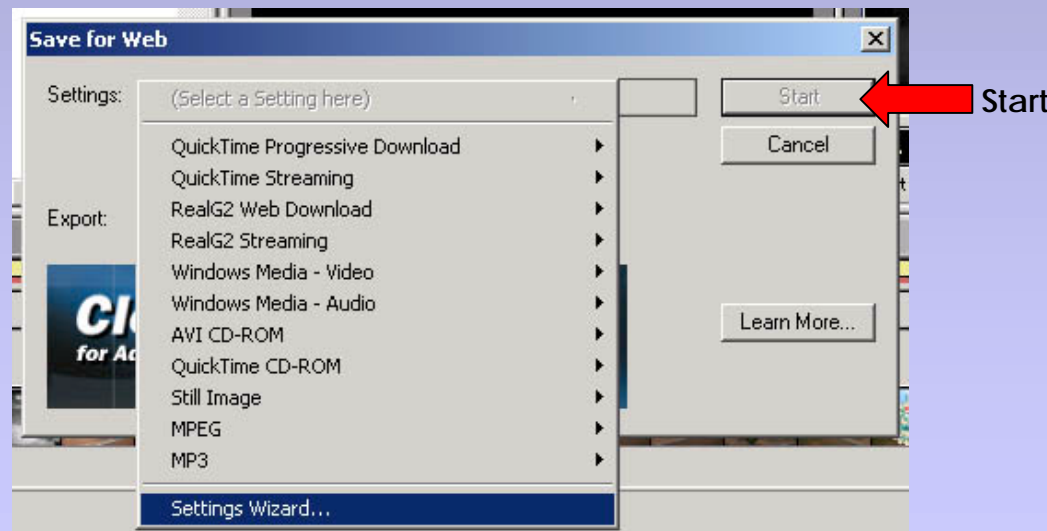 Save for Web
Settings:
(Select a Setting here)
Start
Start
QuickTime Progressive Download
Cancel
QuickTime Streaming
RealG2 Web Download
Export:
RealG2 Streaming
Windows Media - Video
Windows Media - Audio
Learn More...
AVI CD-ROM
for
QuickTime CD-ROM
Still Image
MPEG
MP3
Settings Wizard...